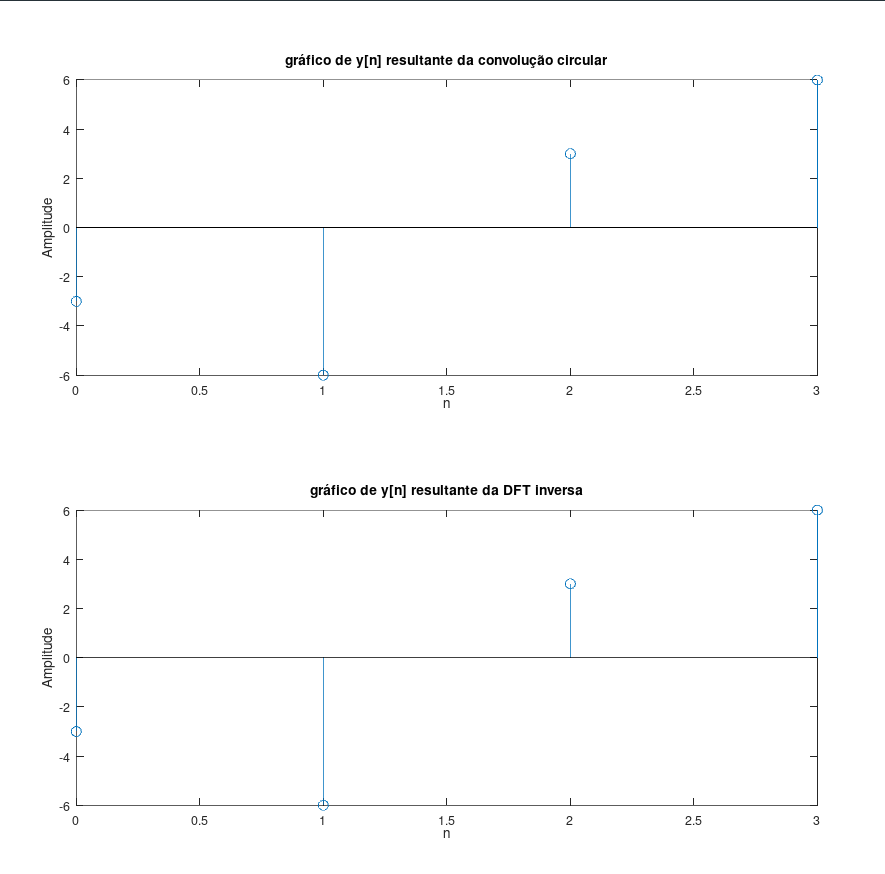 gráfico de y[n] resultante da convolução circular
6
4
2
0
-2
-4
-6
Amplitude
0 0.5 1 1.5 2 2.5 3
n
gráfico de y[n] resultante da DFT inversa
6
4
2
0
-2
-4
-6
Amplitude
0 0.5 1 1.5 2 2.5 3
n